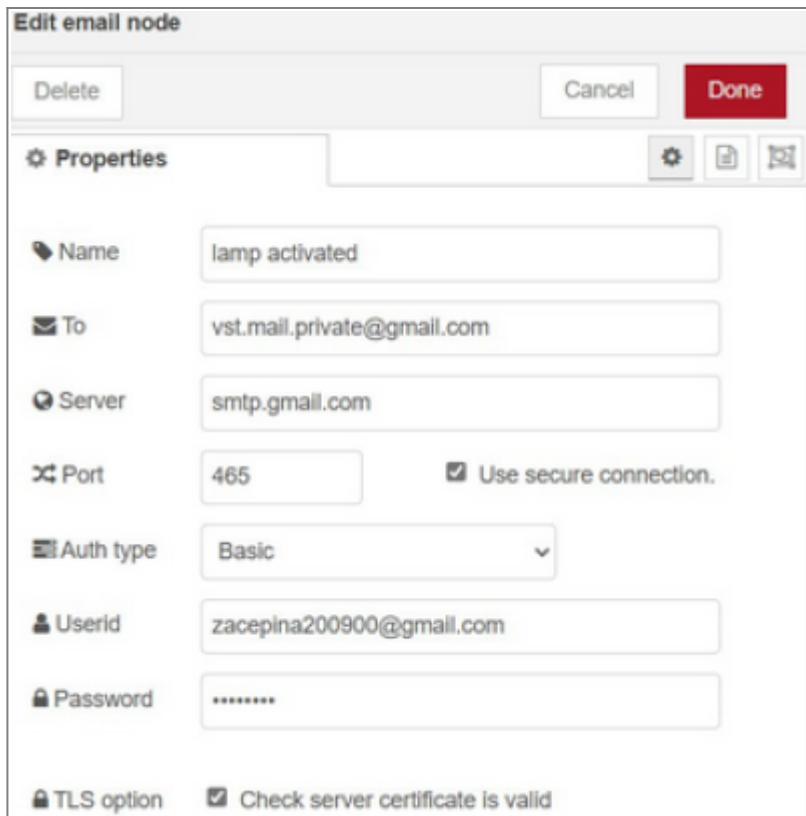 Edit email node
Delete Cancel Done
Properties
Name lamp activated
To vst.mail.private@gmail.com
Server smtp.gmail.com
Port 465 Use secure connection.
Auth type Basic
Userid zacepina200900@gmail.com
Password ••••••••
TLS option Check server certificate is valid